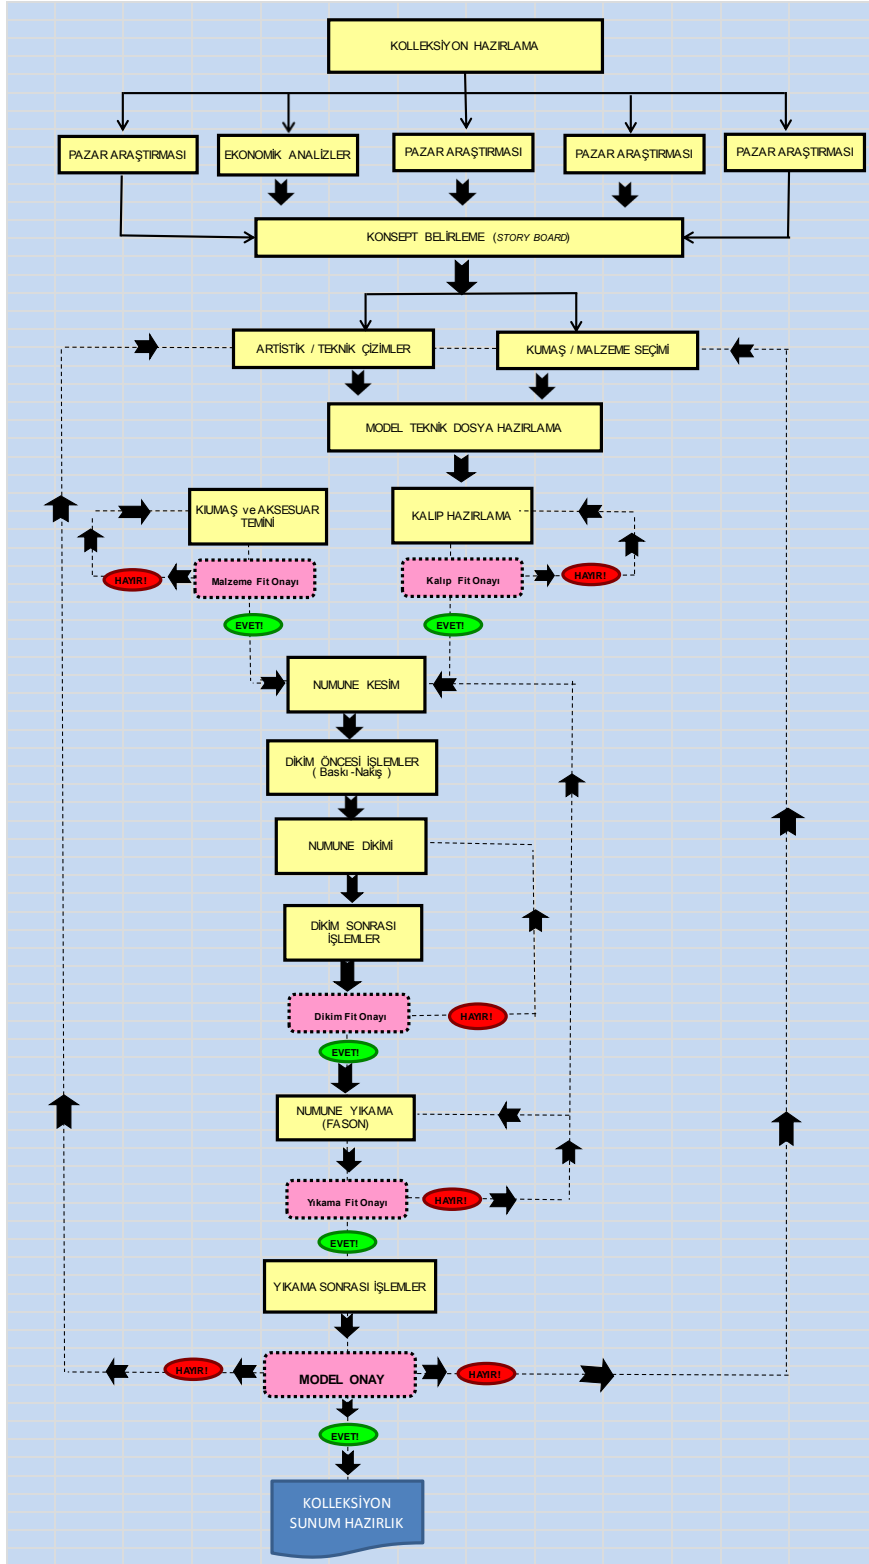 KOLLEKSİYON HAZIRLAMA
PAZAR ARAŞTIRMASI
EKONOMİK ANALİZLER
PAZAR ARAŞTIRMASI
PAZAR ARAŞTIRMASI
PAZAR ARAŞTIRMASI
KONSEPT BELİRLEME (STORY BOARD)
ARTİSTİK / TEKNİK ÇİZİMLER
KUMAŞ / MALZEME SEÇİMİ
MODEL TEKNİK DOSYA HAZIRLAMA
KIUMAŞ ve AKSESUAR
TEMİNİ
KALIP HAZIRLAMA
HAYIR!
Malzeme Fit Onayı
Kalıp Fit Onayı
HAYIR!
EVET!
EVET!
NUMUNE KESİM
DİKİM ÖNCESİ İŞLEMLER
( Baskı -Nakış )
NUMUNE DİKİMİ
DİKİM SONRASI
İŞLEMLER
Dikim Fit Onayı
HAYIR!
EVET!
NUMUNE YIKAMA
(FASON)
Yıkama Fit Onayı
HAYIR!
EVET!
YIKAMA SONRASI İŞLEMLER
HAYIR!
MODEL ONAY
HAYIR!
EVET!
KOLLEKSİYON
SUNUM HAZIRLIK